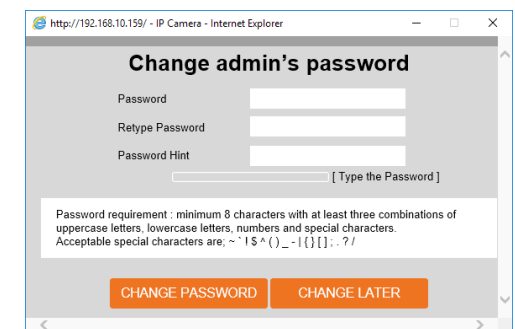 http://192.168.10.159/ - IP Camera - Internet Explorer
Change admin's password
Password
Retype Password
Password Hint
[ Type the Password ]
Password requirement : minimum 8 characters with at least three combinations of
uppercase letters, lowercase letters, numbers and special characters.
Acceptable special characters are; ~ ` ! $ ^ ( ) _ - | { } [ ] ; . ? /
CHANGE PASSWORD
CHANGE LATER